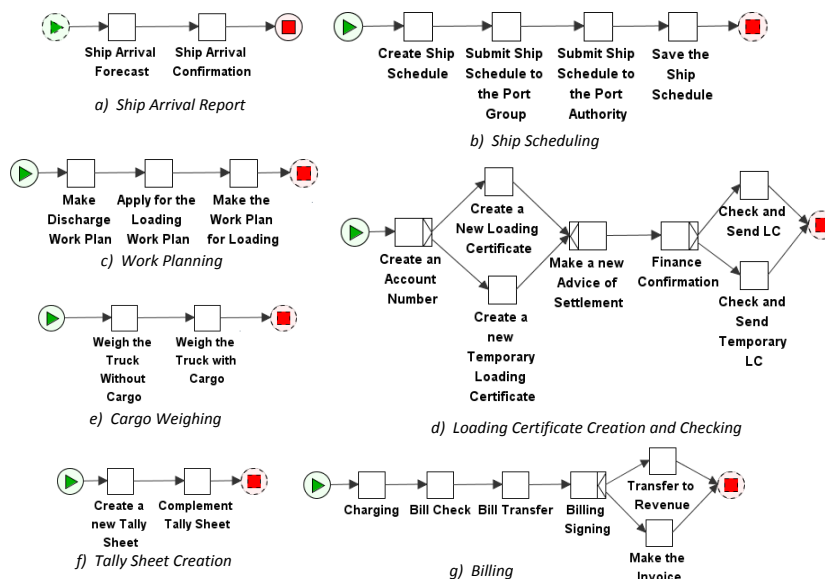 Ship Arrival
Forecast
Ship Arrival
Confirmation
a) Ship Arrival Report
Create Ship
Schedule
Submit Ship
Schedule to
the Port
Group
Submit Ship
Schedule to
the Port
Authority
Save the
Ship
Schedule
b) Ship Scheduling
Make
Discharge
Work Plan
Apply for the
Loading
Work Plan
Make the
Work Plan
for Loading
c) Work Planning
Create an
Account
Number
Create a
New Loading
Certificate
Create a
new
Temporary
Loading
Certificate
Make a new
Advice of
Settlement
Finance
Confirmation
Check and
Send LC
Check and
Send
Temporary
LC
d) Loading Certificate Creation and Checking
Weigh the
Truck
Without
Cargo
Weigh the
Truck with
Cargo
e) Cargo Weighing
Create a
new Tally
Sheet
Complement
Tally Sheet
f) Tally Sheet Creation
Charging
Bill Check
Bill Transfer
Billing
Signing
Transfer to
Revenue
Make the
Invoice
g) Billing